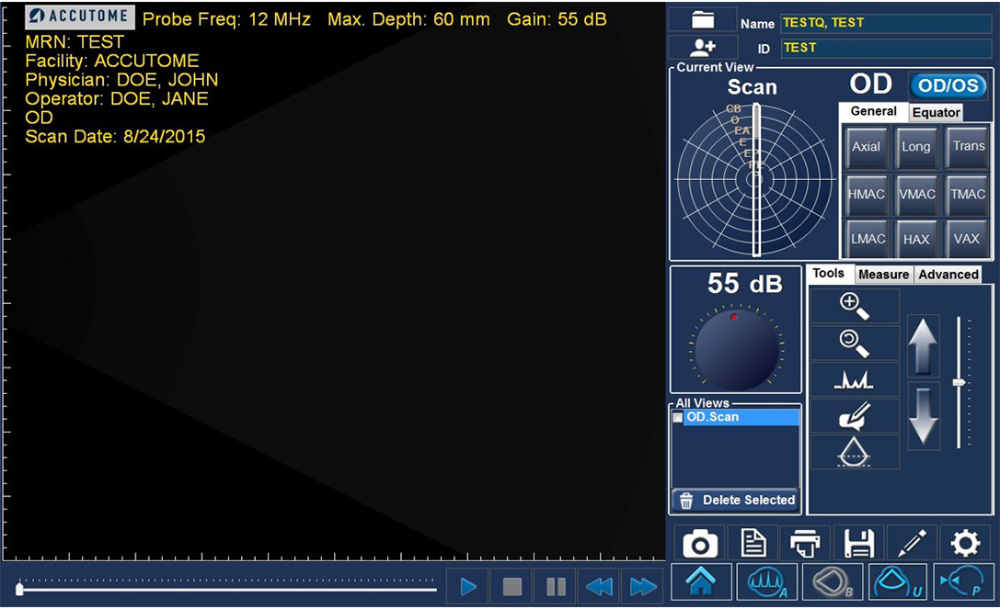 ACCUTOME Probe Freq: 12 MHz Max. Depth: 60 mm Gain: 55 dB
MRN: TEST
Facility: ACCUTOME
Physician: DOE, JOHN
Operator: DOE, JANE
OD
Scan Date: 8/24/2015
Name TESTQ, TEST
ID TEST
Current View
Scan
OD OD/OS
CB
O
EA
E
EP
General Equator
Axial Long Trans
HMAC VMAC TMAC
LMAC HAX VAX
55 dB
Tools Measure Advanced
All Views
OD.Scan
Delete Selected
A B U P